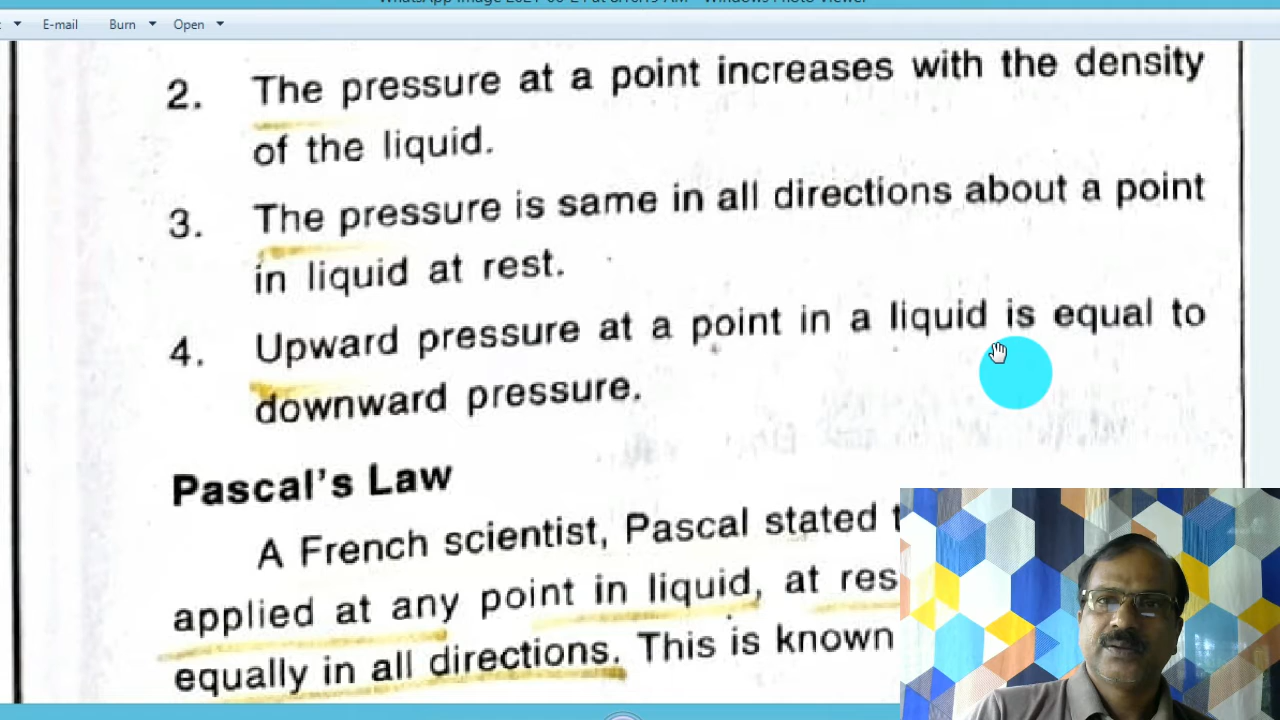 E-mail Burn Open
2. The pressure at a point increases with the density
of the liquid.
3. The pressure is same in all directions about a point
in liquid at rest.
4. Upward pressure at a point in a liquid is equal to
downward pressure.
Pascal's Law
A French scientist, Pascal stated
applied at any point in liquid, at
equally in all directions. This is known